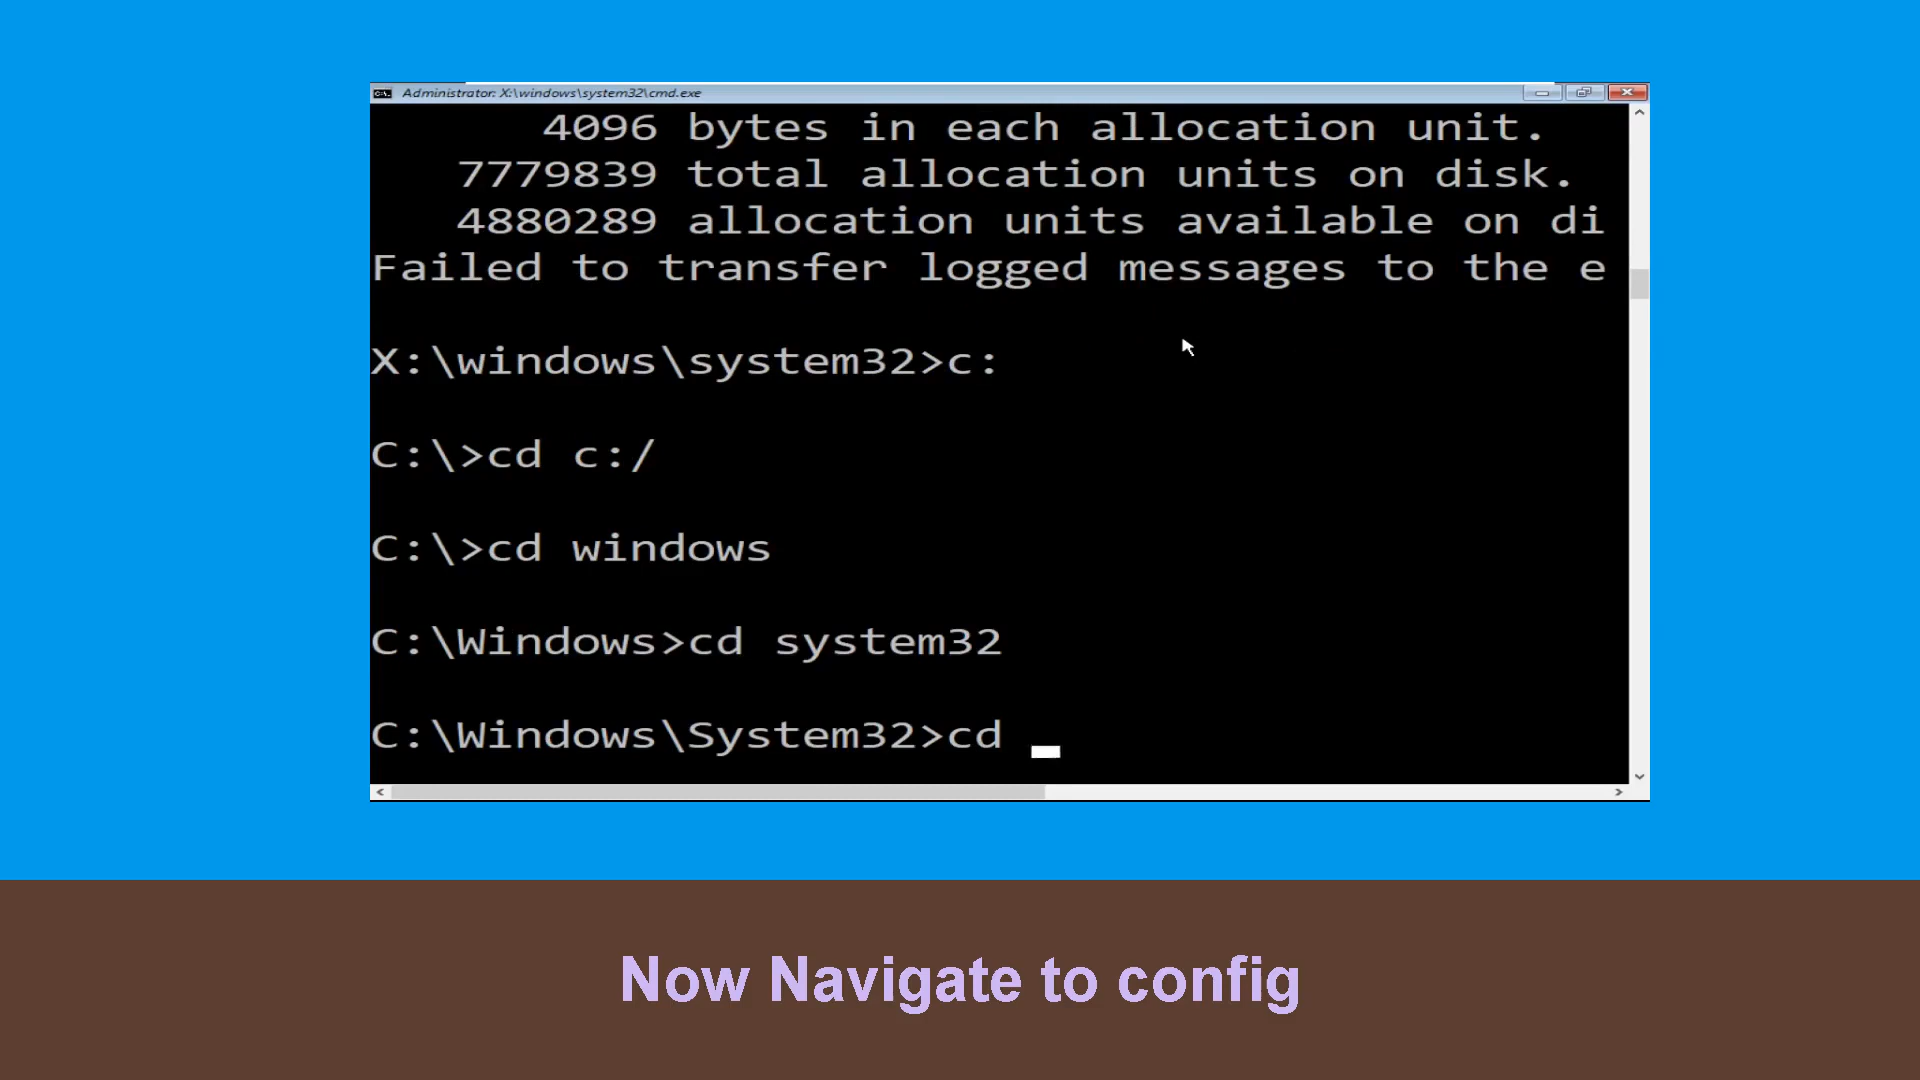 Administrator: X:\windows\system32\cmd.exe
4096 bytes in each allocation unit.
7779839 total allocation units on disk.
4880289 allocation units available on di
Failed to transfer logged messages to the e
X:\windows\system32>c:
C:\>cd c:/
C:\>cd windows
C:\Windows>cd system32
C:\Windows\System32>cd
Now Navigate to config